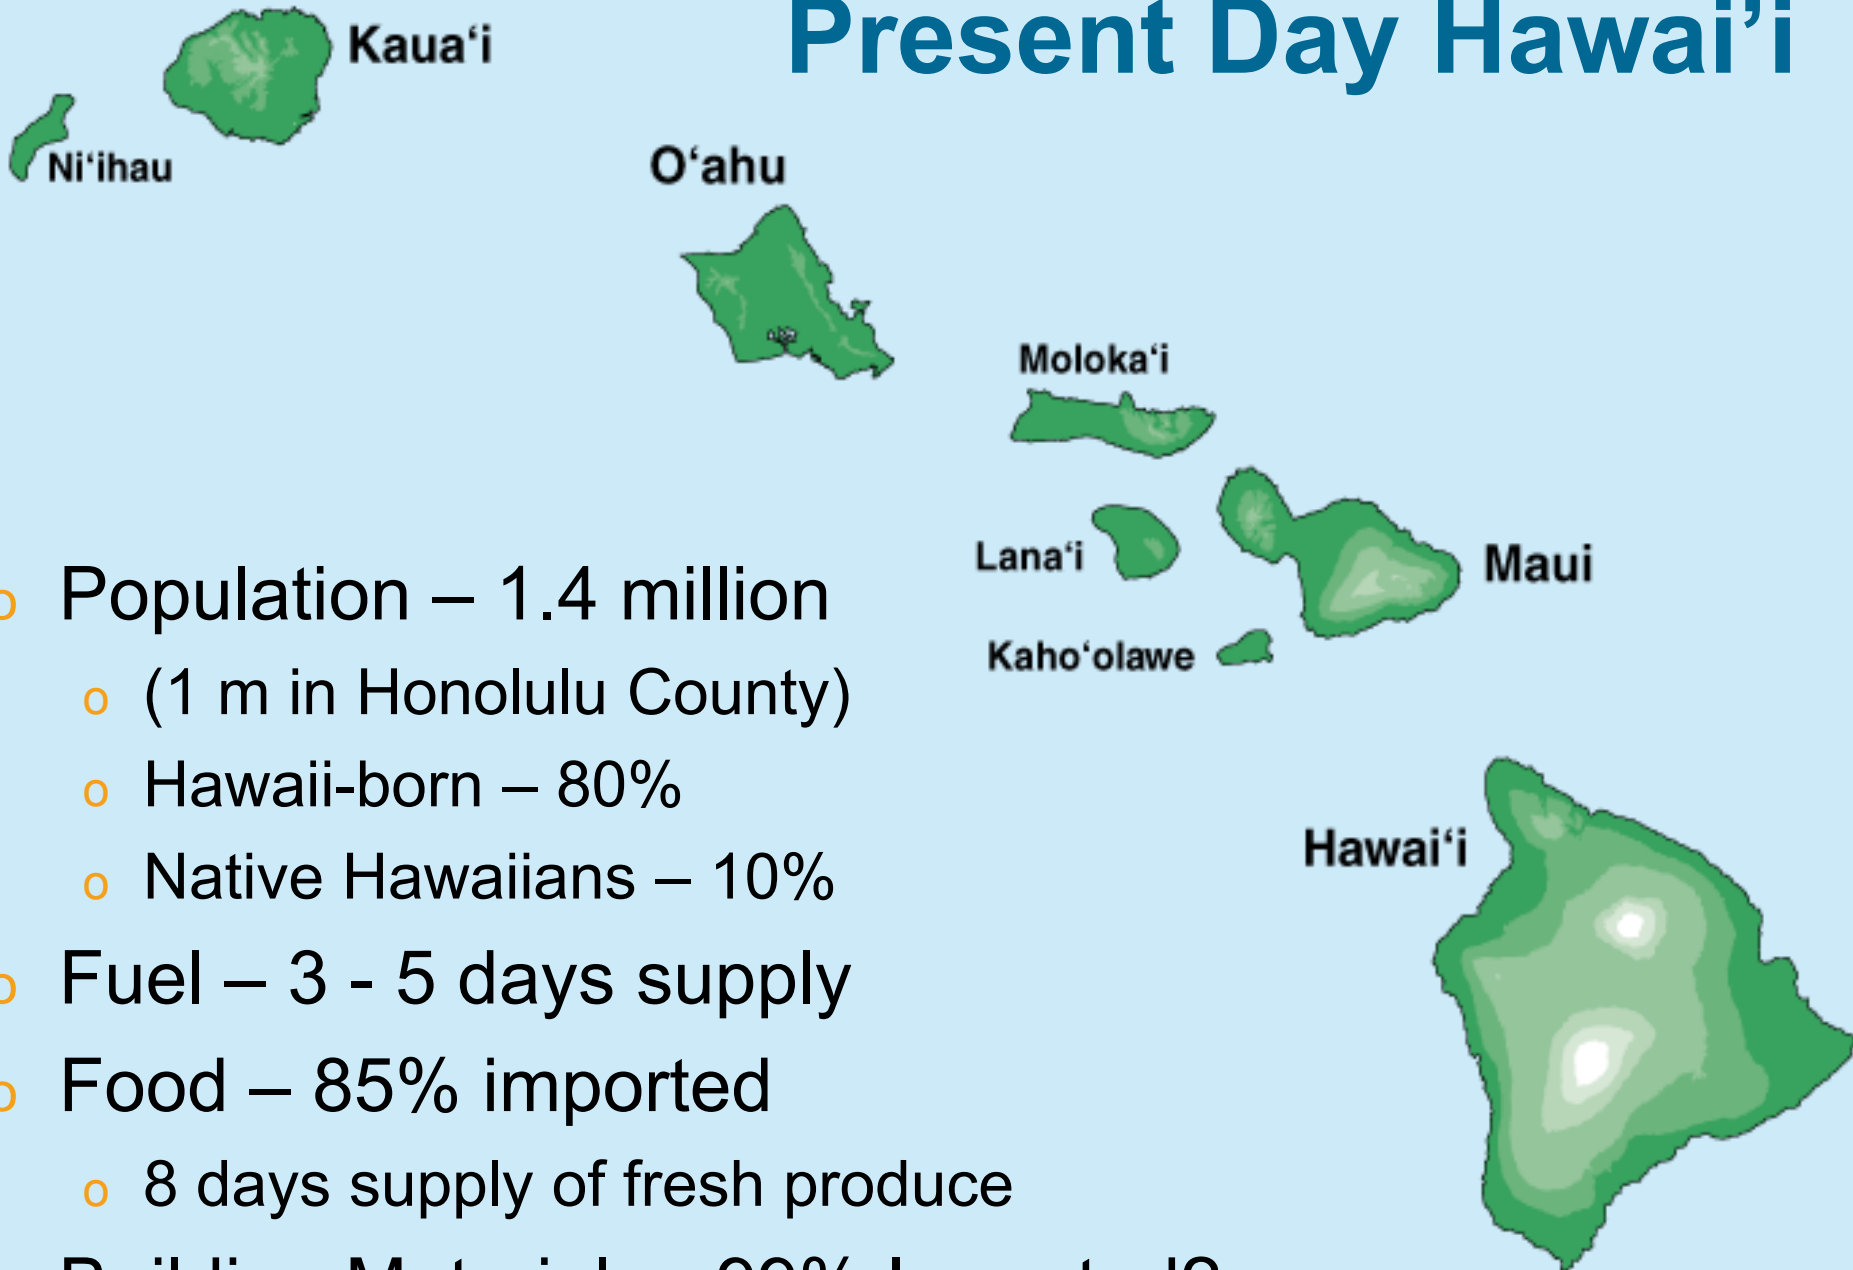 Present Day Hawai’i
Kaua‘i
Ni‘ihau
O‘ahu
Moloka‘i
Lana‘i
Maui
Kaho‘olawe
Hawai‘i
o Population – 1.4 million
o (1 m in Honolulu County)
o Hawaii-born – 80%
o Native Hawaiians – 10%
o Fuel – 3 - 5 days supply
o Food – 85% imported
o 8 days supply of fresh produce